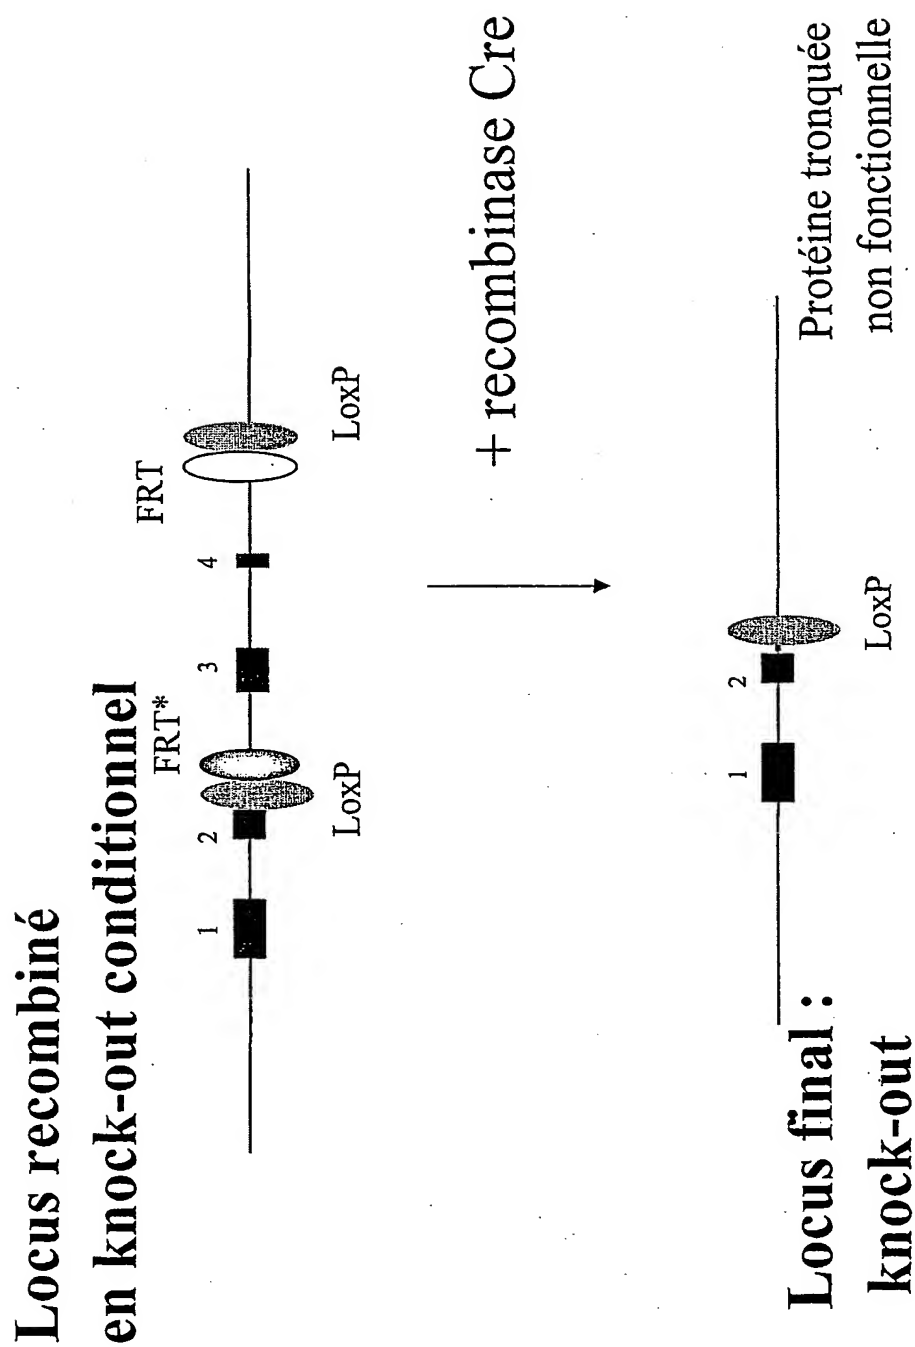 Locus recombiné
en knock-out conditionnel
FRT*
FRT
1
2
3
4
LoxP
LoxP
+ recombinase Cre
1
2
LoxP
Locus final :
knock-out
Protéine tronquée
non fonctionnelle